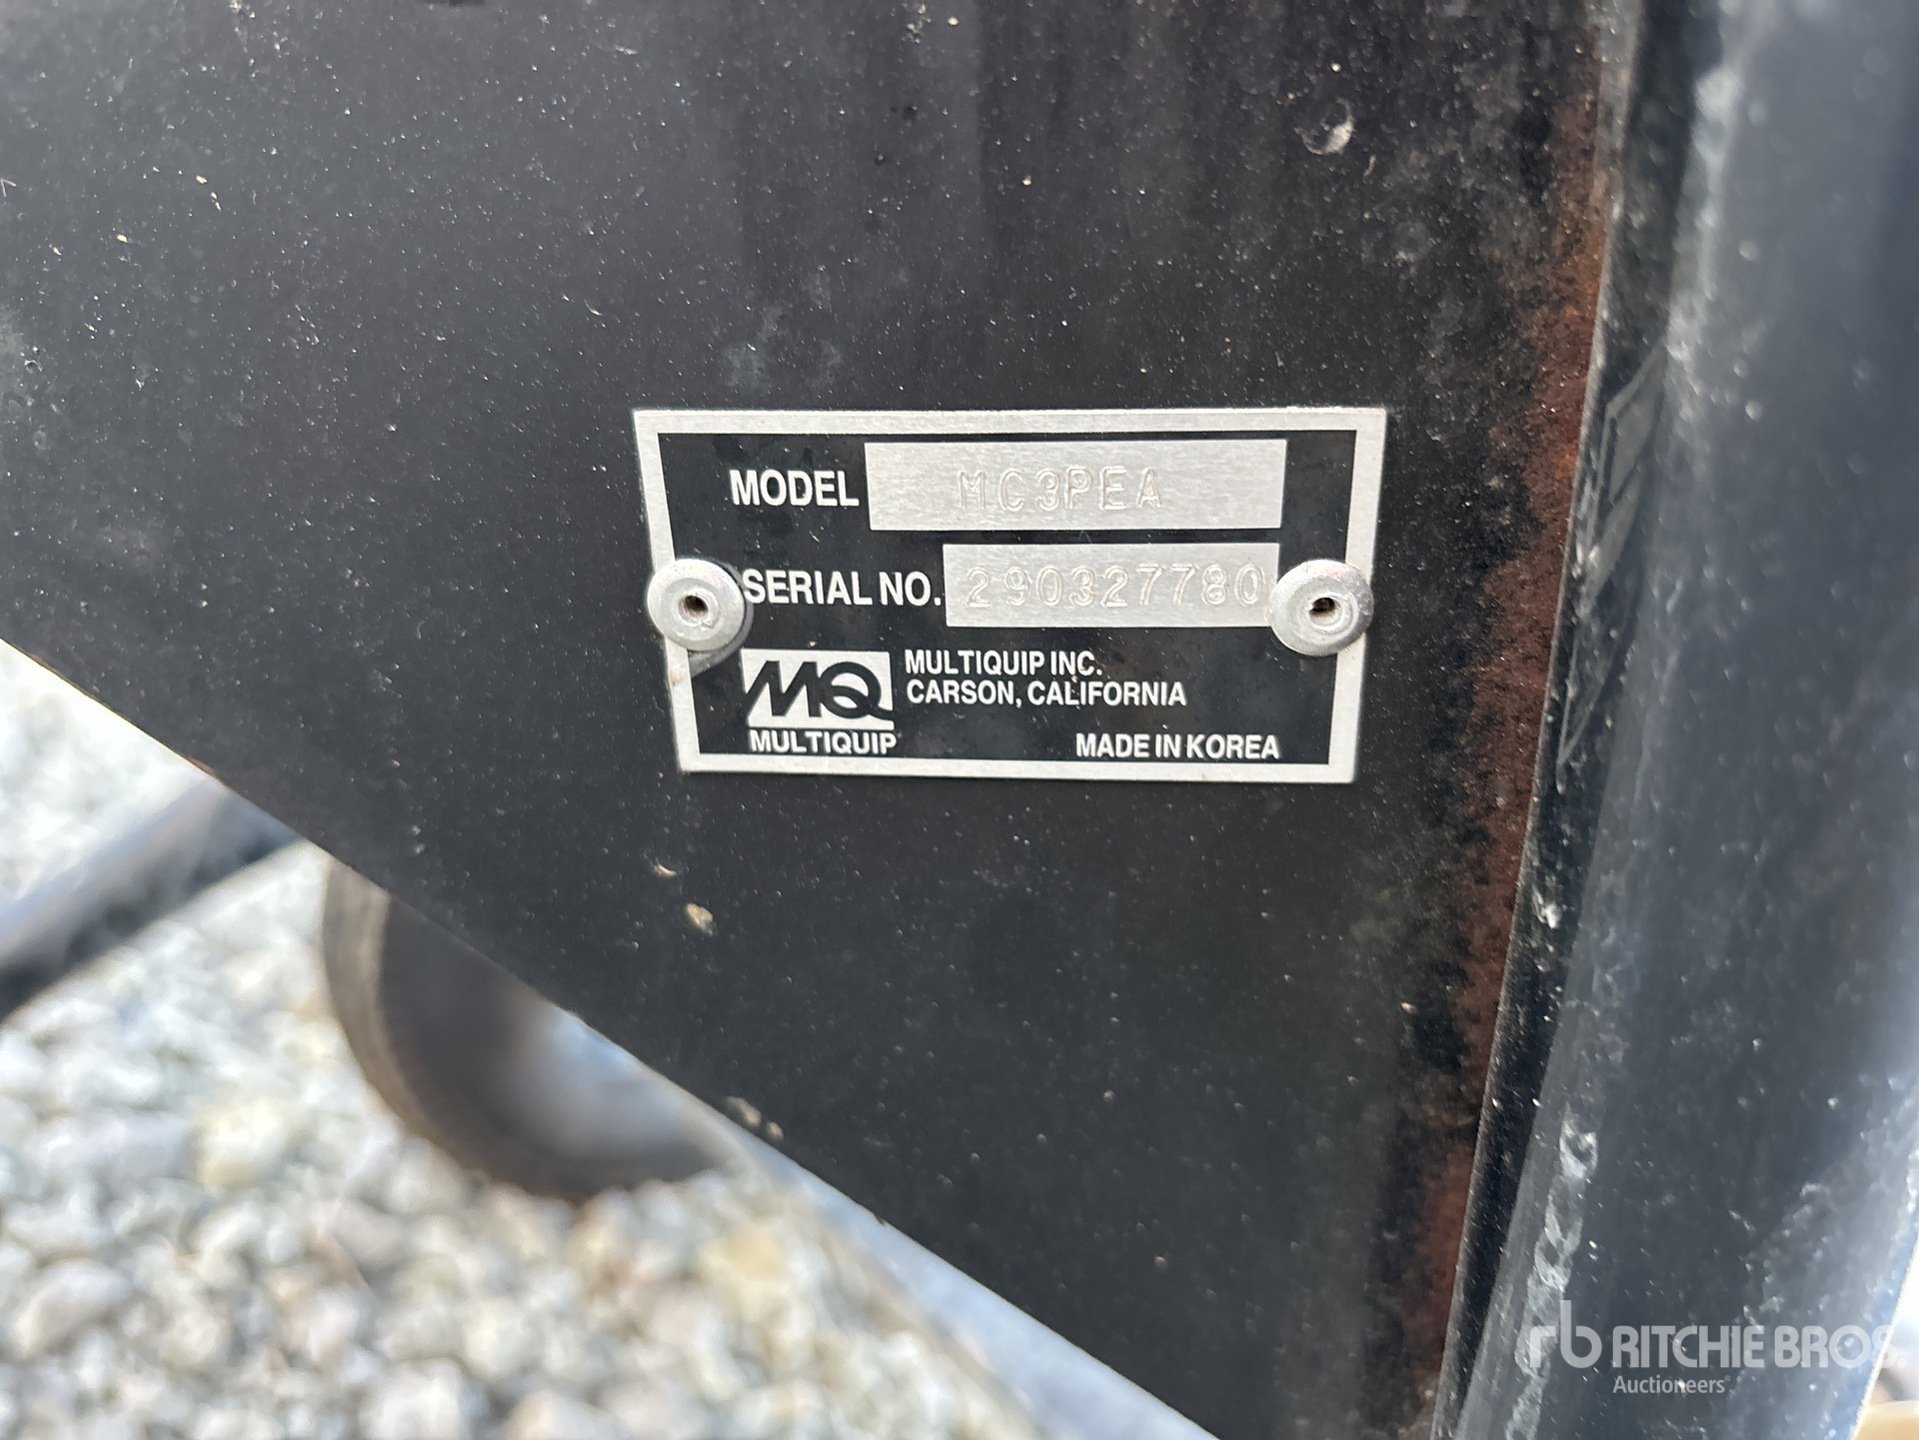 MODEL MC3PEA
SERIAL NO. 290327780
MQ MULTIQUIP INC.
CARSON, CALIFORNIA
MULTIQUIP MADE IN KOREA
rb RITCHIE BROS.
Auctioneers